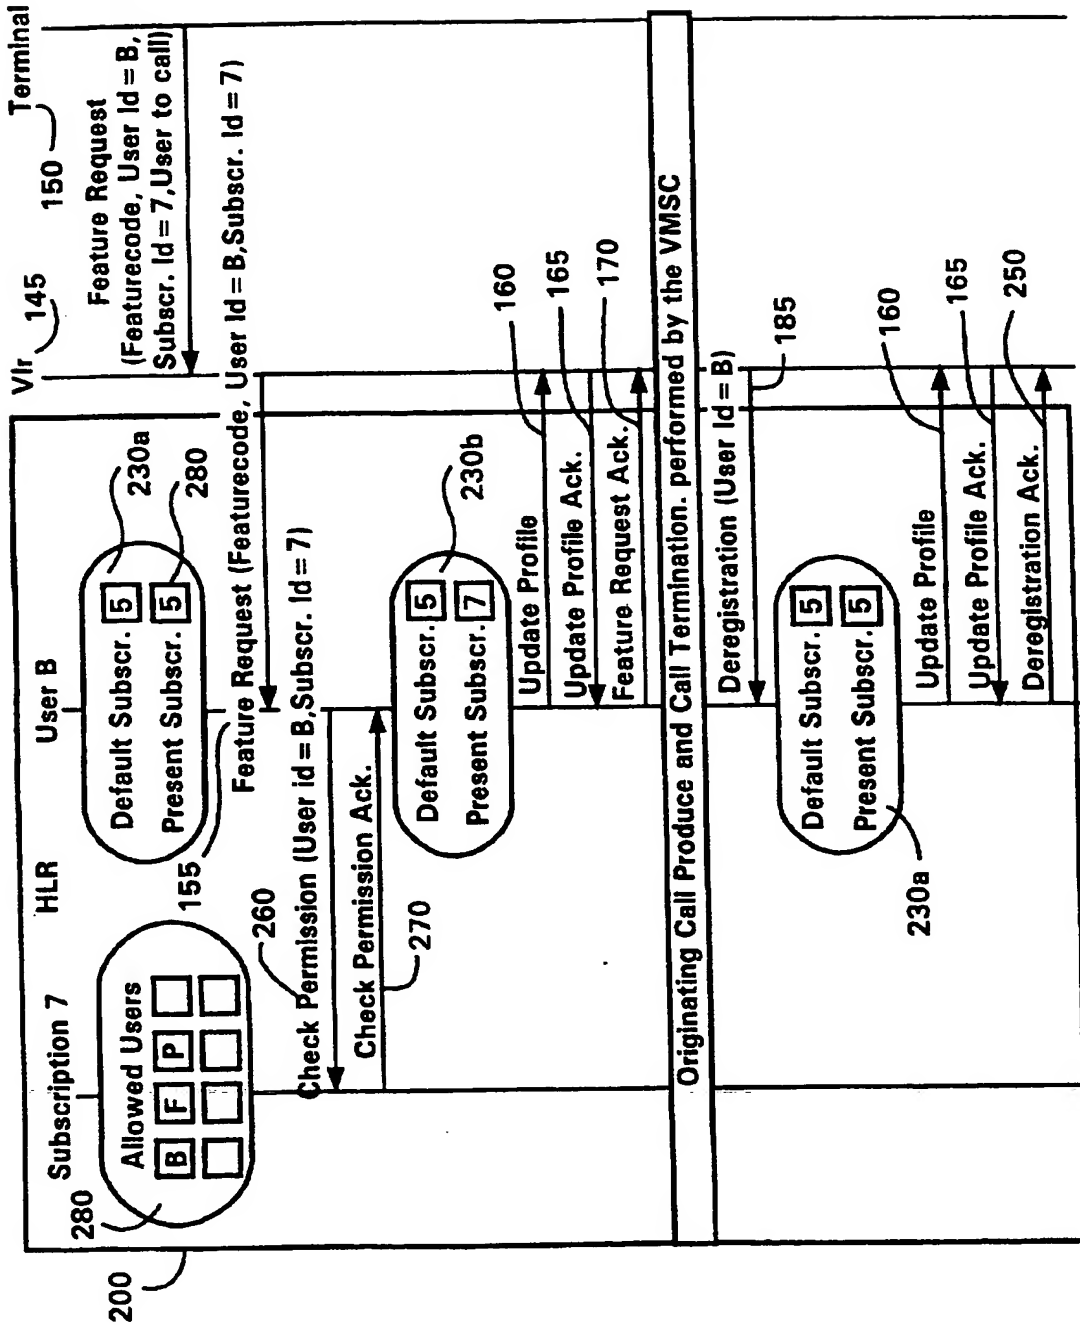 200
280
Subscription 7
Allowed Users
B F P
HLR
User B
Default Subscr. 5
Present Subscr. 5
230a
280
Vlr 145
150 Terminal
Feature Request
(Featurecode, User Id = B,
Subscr. Id = 7,User to call)
155
Feature Request (Featurecode, User Id = B,Subscr. Id = 7)
260
Check Permission (User id = B,Subscr. Id = 7)
Check Permission Ack.
270
Default Subscr. 5
Present Subscr. 7
230b
Update Profile
160
Update Profile Ack.
165
Feature Request Ack.
170
Originating Call Produce and Call Termination. performed by the VMSC
Deregistration (User Id = B)
185
Default Subscr. 5
Present Subscr. 5
230a
Update Profile
160
Update Profile Ack.
165
Deregistration Ack.
250